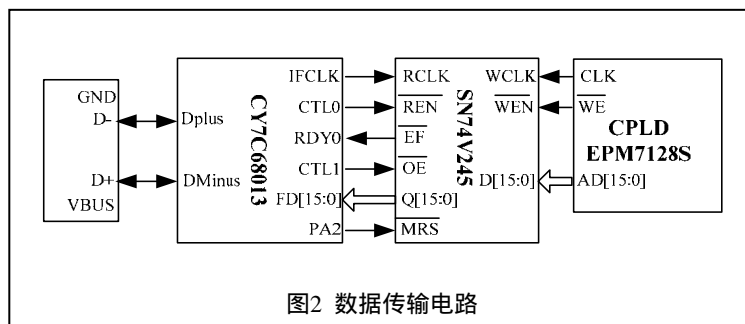 GND
D-
D+
VBUS
Dplus
DMinus
CY7C68013
IFCLK
CTL0
RDY0
CTL1
FD[15:0]
PA2
RCLK
REN
EF
OE
Q[15:0]
MRS
SN74V245
WCLK
WEN
D[15:0]
CLK
WE
CPLD
EPM7128S
AD[15:0]
图2 数据传输电路